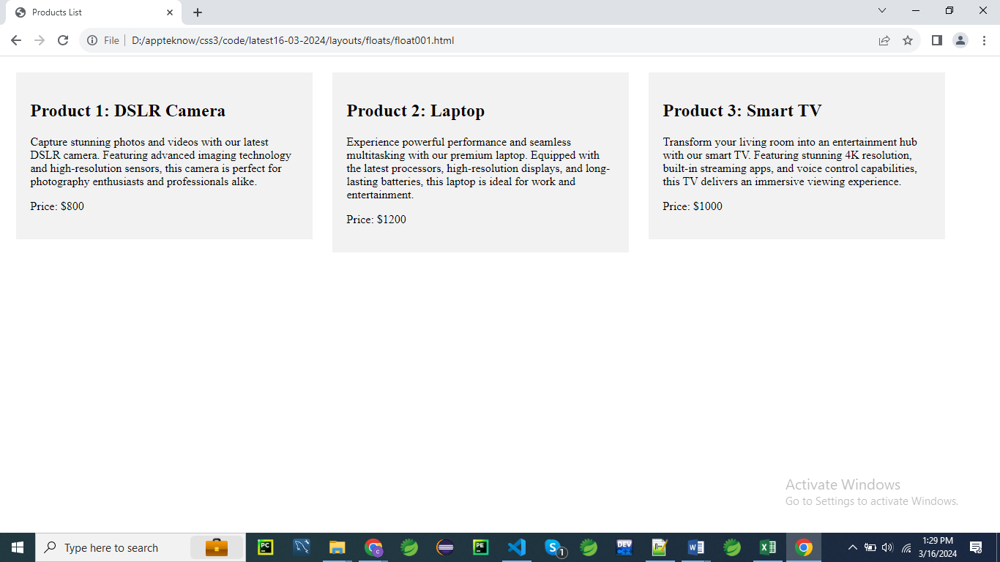 Products List
File
D:/appteknow/css3/code/latest16-03-2024/layouts/floats/float001.html
Product 1: DSLR Camera
Capture stunning photos and videos with our latest
DSLR camera. Featuring advanced imaging technology
and high-resolution sensors, this camera is perfect for
photography enthusiasts and professionals alike.
Price: $800
Product 2: Laptop
Experience powerful performance and seamless
multitasking with our premium laptop. Equipped with
the latest processors, high-resolution displays, and long-
lasting batteries, this laptop is ideal for work and
entertainment.
Price: $1200
Product 3: Smart TV
Transform your living room into an entertainment hub
with our smart TV. Featuring stunning 4K resolution,
built-in streaming apps, and voice control capabilities,
this TV delivers an immersive viewing experience.
Price: $1000
Activate Windows
Go to Settings to activate Windows.
Type here to search
PC
G
PE
S
1
DEV
W
X
1:29 PM
3/16/2024